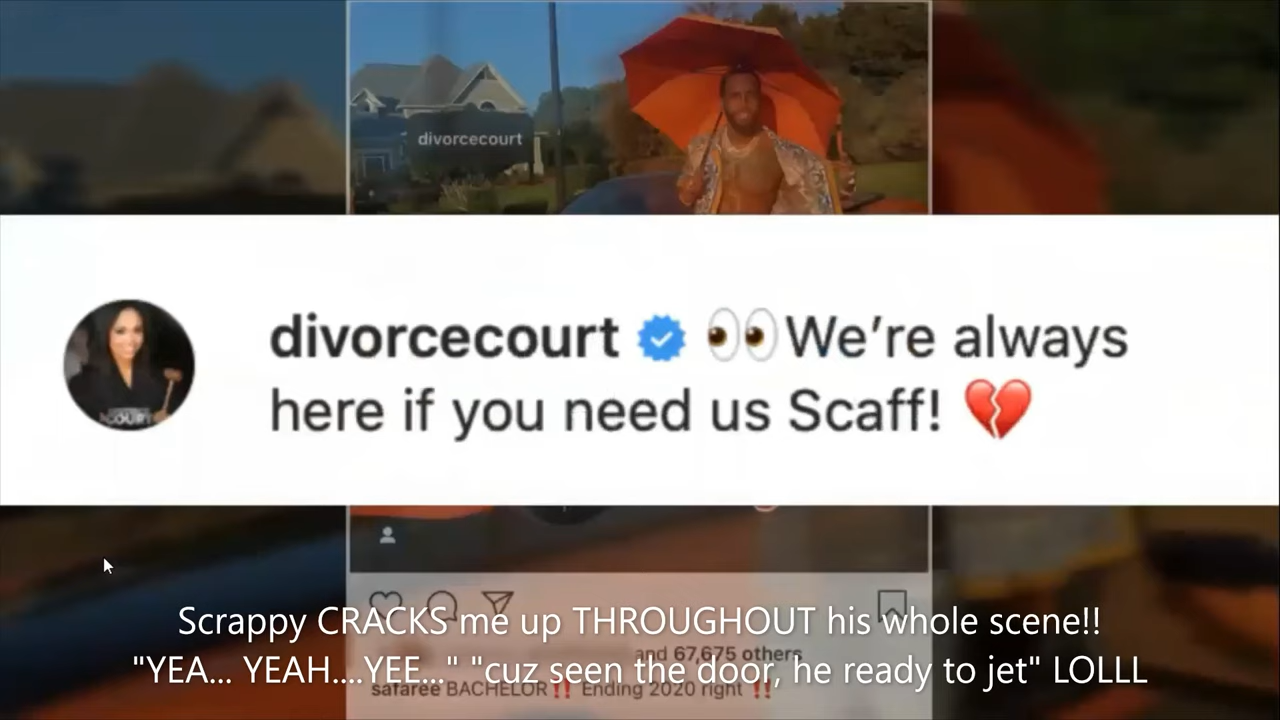 divorcecourt
divorcecourt 👀We're always
here if you need us Scaff! 💔
COURT
Scrappy CRACKS me up THROUGHOUT his whole scene!!
and 67,675 others
"YEA... YEAH....YEE..." "cuz seen the door, he ready to jet" LOLLL
safaree BACHELOR‼️ Ending 2020 right ‼️